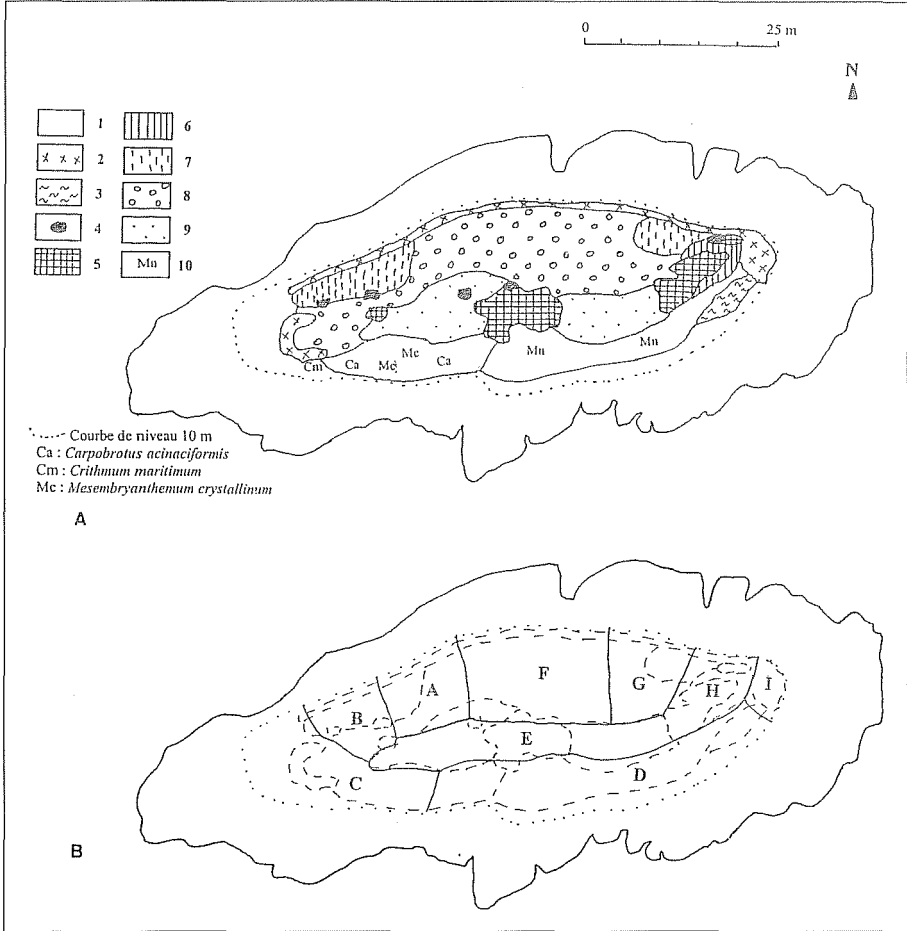 0 25 m
N
1 6
2 7
3 8
4 9
5 Mn 10
Mc
Ca Mc Ca Mn Mn
Cm
Courbe de niveau 10 m
Ca : Carpobrotus acinaciformis
Cm : Crithmum maritimum
Mc : Mesembryanthemum crystallinum
A
F
A G H I
B
E
C D
B